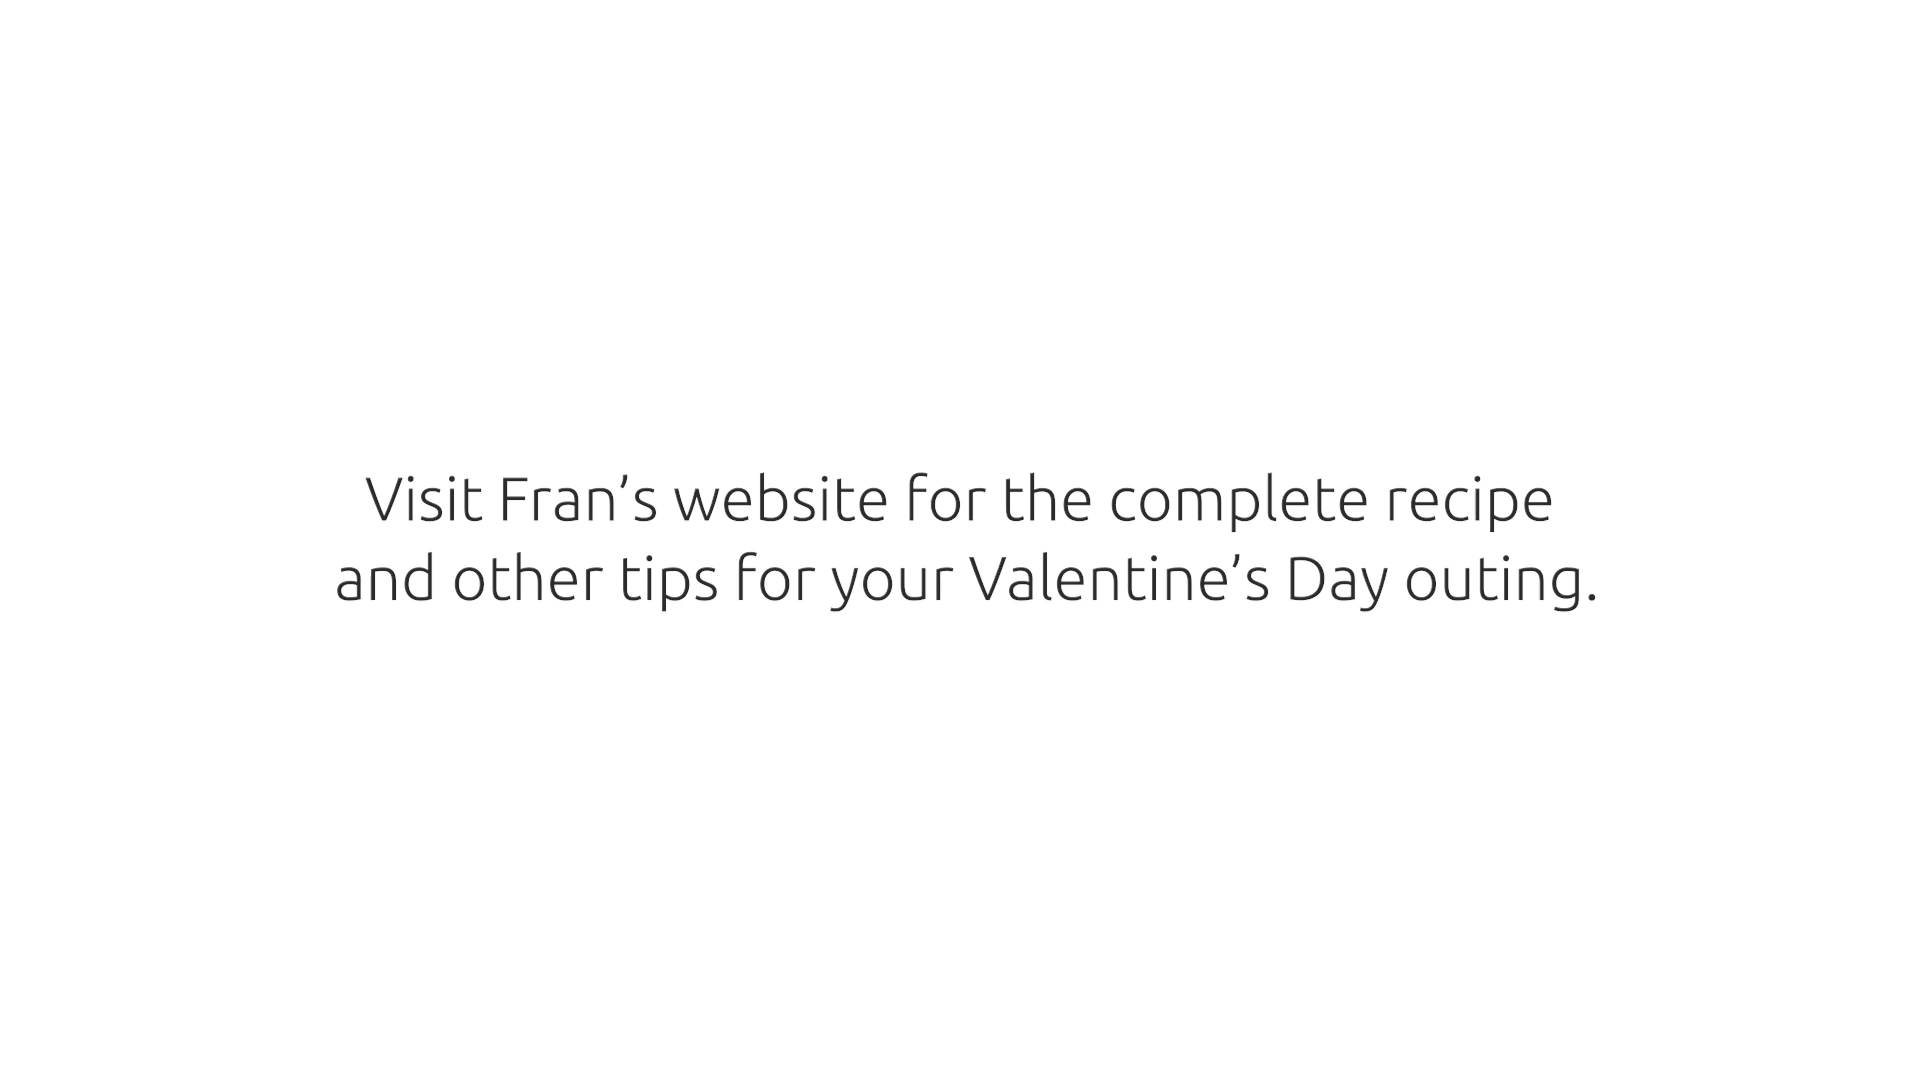 Visit Fran’s website for the complete recipe
and other tips for your Valentine’s Day outing.